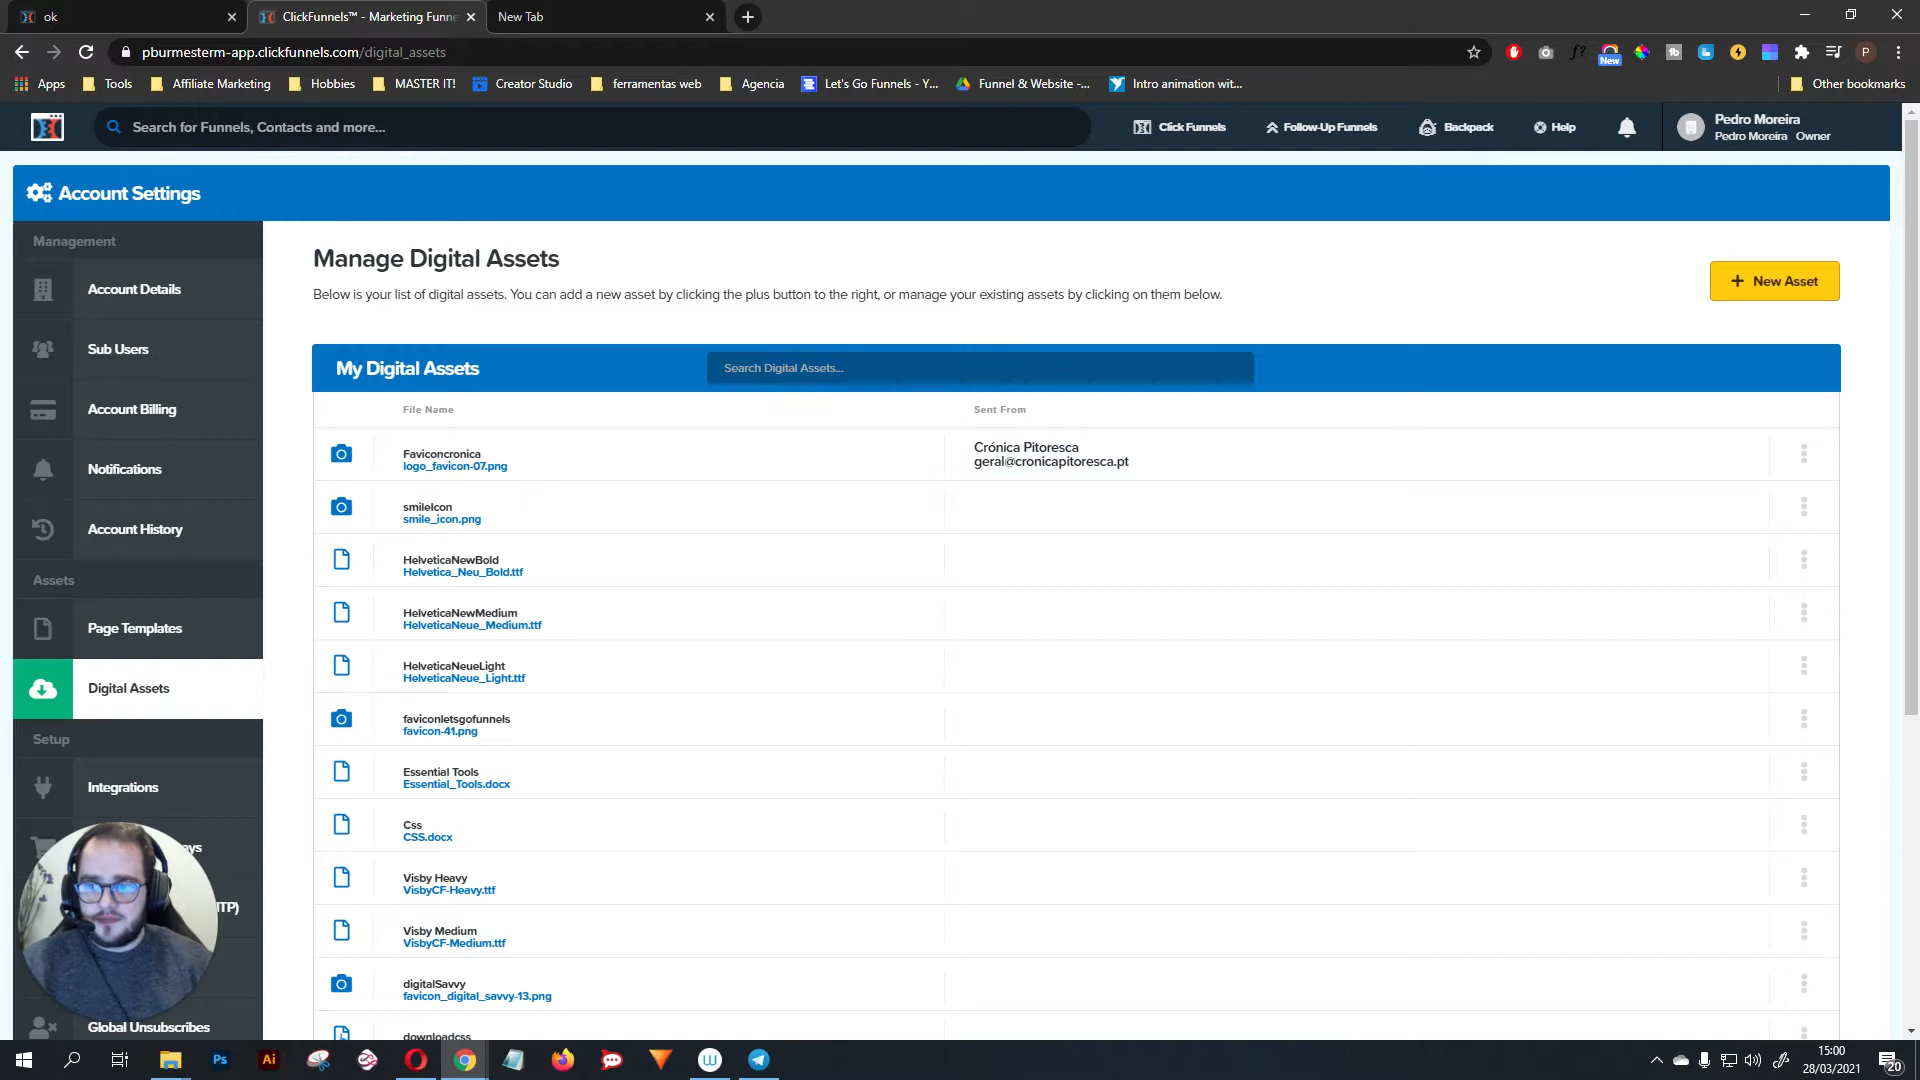 ok
ClickFunnels™ - Marketing Funne
New Tab
pburmesterm-app.clickfunnels.com/digital_assets
New
P
Apps
Tools
Affiliate Marketing
Hobbies
MASTER IT!
Creator Studio
ferramentas web
Agencia
Let's Go Funnels - Y...
Funnel & Website -...
Intro animation wit...
Other bookmarks
Search for Funnels, Contacts and more...
Click Funnels
Follow-Up Funnels
Backpack
Help
Pedro Moreira
Pedro Moreira Owner
Account Settings
Management
Account Details
Sub Users
Account Billing
Notifications
Account History
Assets
Page Templates
Digital Assets
Setup
Integrations
Global Unsubscribes
Manage Digital Assets
Below is your list of digital assets. You can add a new asset by clicking the plus button to the right, or manage your existing assets by clicking on them below.
New Asset
My Digital Assets
Search Digital Assets...
File Name
Sent From
Faviconcronica
logo_favicon-07.png
Crónica Pitoresca
geral@cronicapitoresca.pt
smileIcon
smile_icon.png
HelveticaNewBold
Helvetica_Neu_Bold.ttf
HelveticaNewMedium
HelveticaNeue_Medium.ttf
HelveticaNeueLight
HelveticaNeue_Light.ttf
faviconletsgofunnels
favicon-41.png
Essential Tools
Essential_Tools.docx
Css
CSS.docx
Visby Heavy
VisbyCF-Heavy.ttf
Visby Medium
VisbyCF-Medium.ttf
digitalSavvy
favicon_digital_savvy-13.png
downloadcss
Ps
Ai
15:00
28/03/2021
20